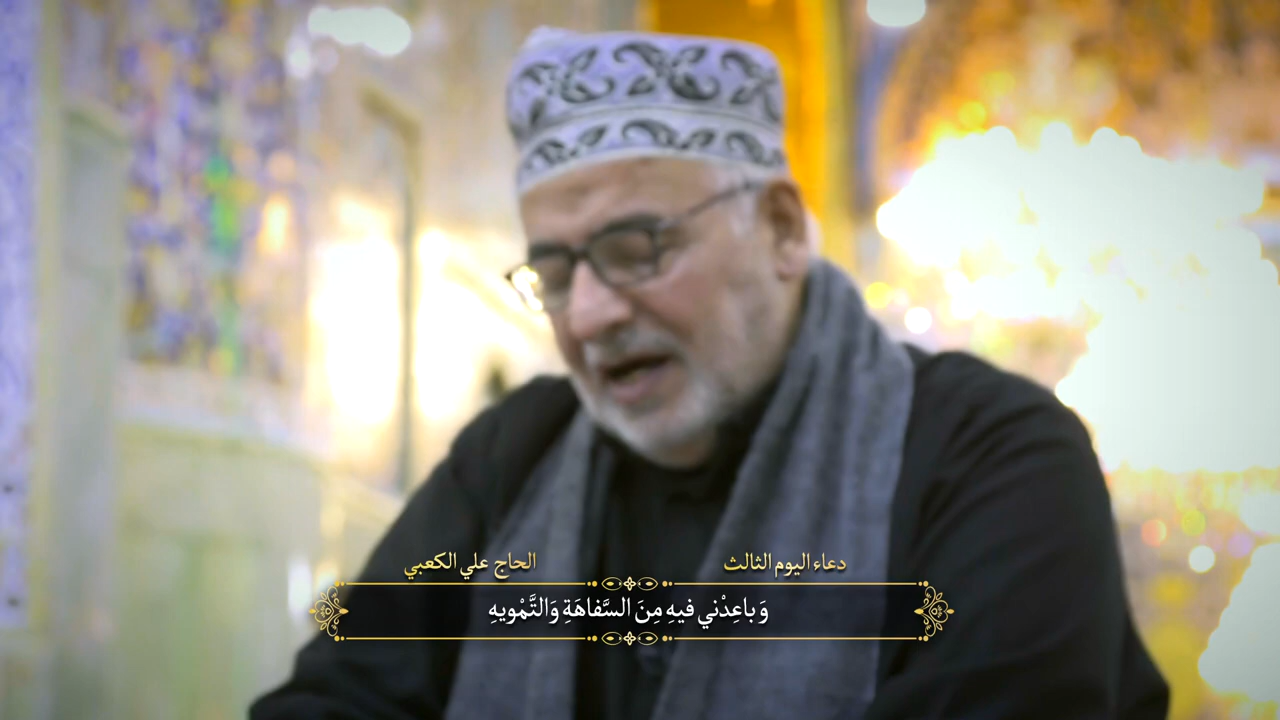 دعاء اليوم الثالث
الحاج علي الكعبي
وَ باعِدْني فيهِ مِنَ السَّفاهَةِ وَالتَّمْويهِ